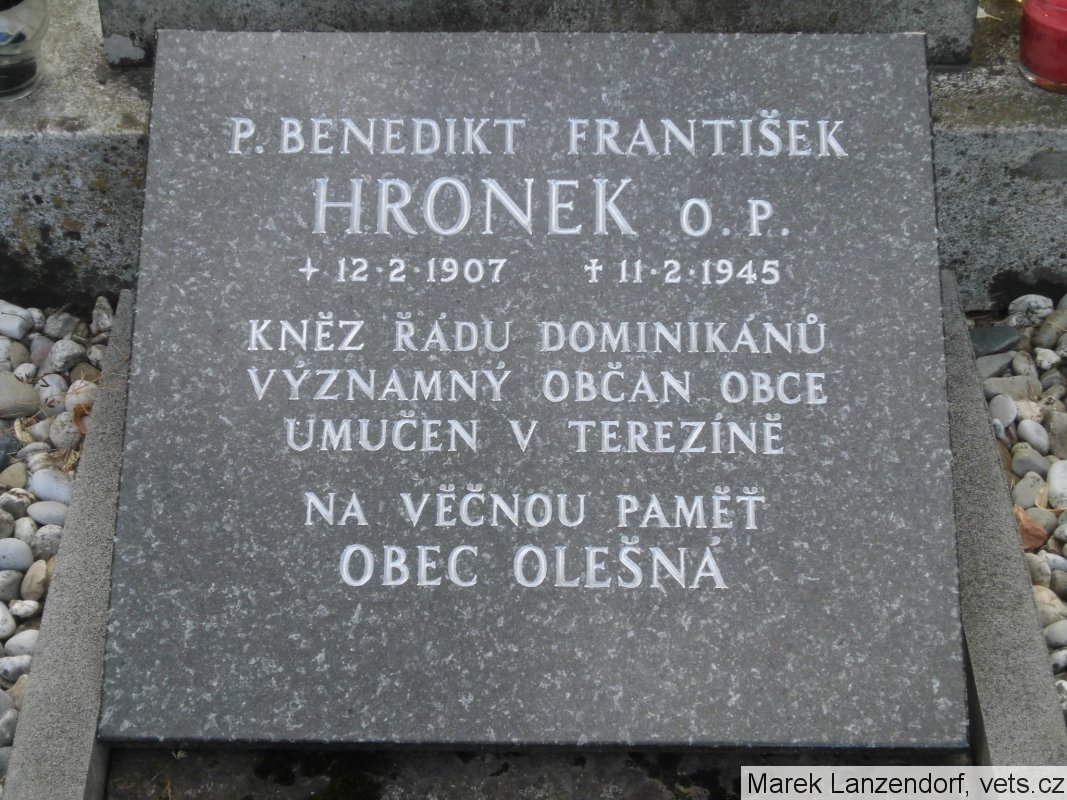 P. BENEDIKT FRANTIŠEK
HRONEK O. P.
+ 12·2·1907 ✝ 11·2·1945
KNĚZ ŘÁDU DOMINIKÁNŮ
VÝZNAMNÝ OBČAN OBCE
UMUČEN V TEREZÍNĚ
NA VĚČNOU PAMĚŤ
OBEC OLEŠNÁ
Marek Lanzendorf, vets.cz